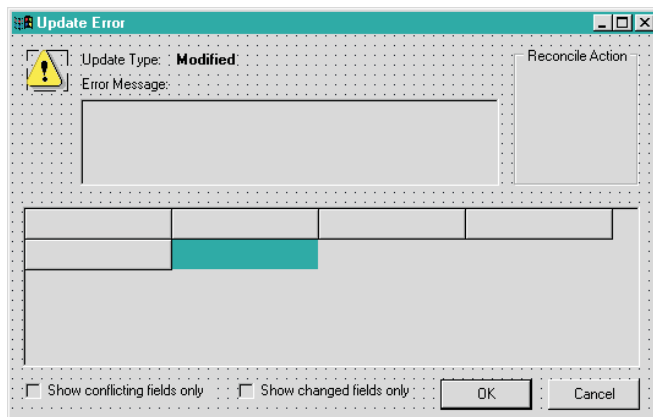 Update Error
Update Type: Modified
Reconcile Action
Error Message:
Show conflicting fields only
Show changed fields only
OK
Cancel